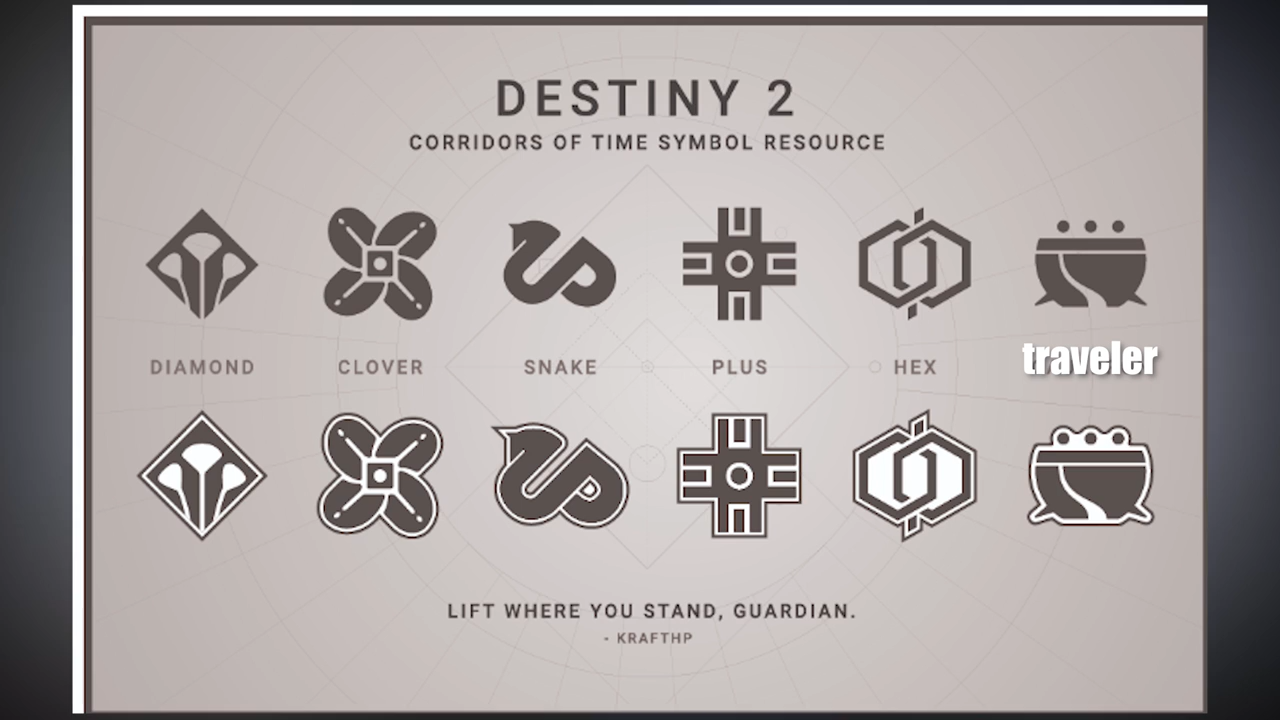 DESTINY 2
CORRIDORS OF TIME SYMBOL RESOURCE
DIAMOND CLOVER SNAKE PLUS HEX traveler
LIFT WHERE YOU STAND, GUARDIAN.
- KRAFTHP